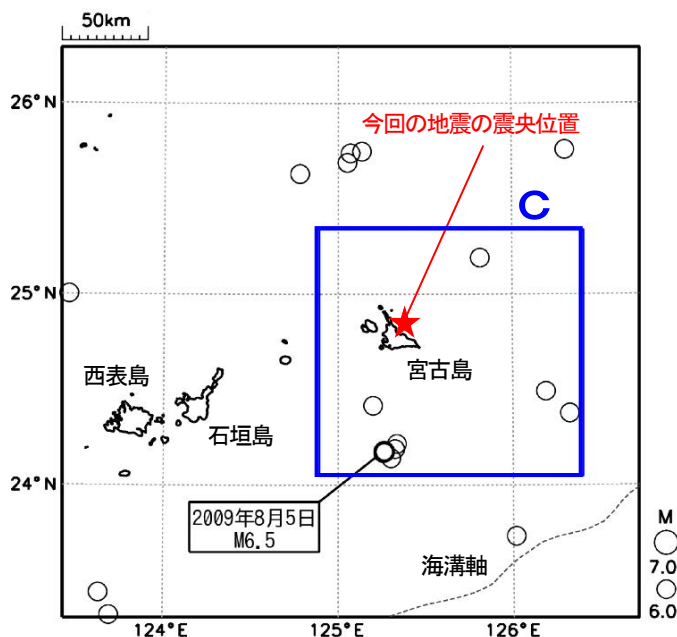 50km
26°N
今回の地震の震央位置
C
25°N
宮古島
西表島
石垣島
24°N
2009年8月5日
M6.5
海溝軸
M
7.0
6.0
124°E
125°E
126°E